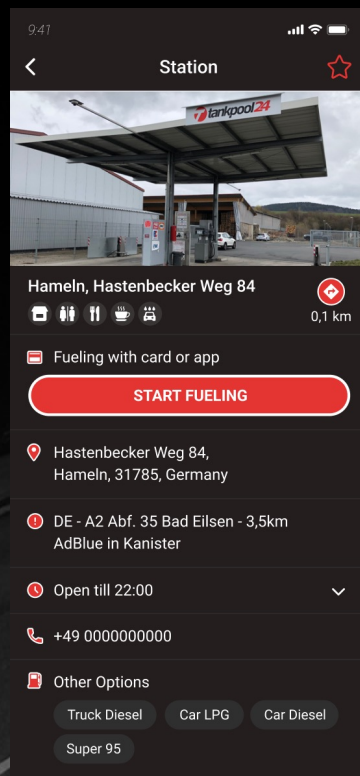 9:41
Station
tankpool24
Hameln, Hastenbecker Weg 84
0,1 km
Fueling with card or app
START FUELING
Hastenbecker Weg 84,
Hameln, 31785, Germany
DE - A2 Abf. 35 Bad Eilsen - 3,5km
AdBlue in Kanister
Open till 22:00
+49 0000000000
Other Options
Truck Diesel
Car LPG
Car Diesel
Super 95